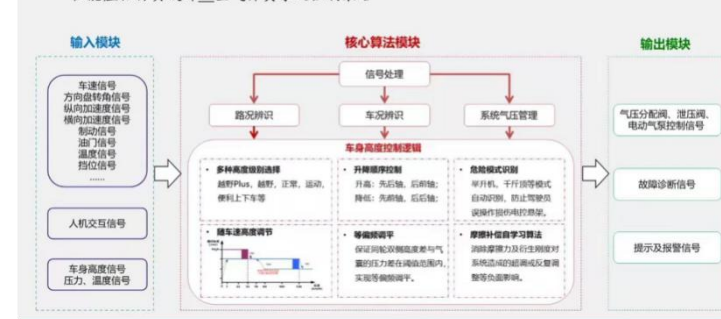 输入模块
核心算法模块
输出模块
车速信号
方向盘转角信号
纵向加速度信号
横向加速度信号
制动信号
油门信号
温度信号
挡位信号
……
人机交互信号
车身高度信号
压力、温度信号
信号处理
路况辨识
车况辨识
系统气压管理
车身高度控制逻辑
• 多种高度级别选择
越野Plus、越野、正常、运动、
便利上下车等
• 升降顺序控制
升高：先后轴、后前轴；
降低：先前轴、后后轴；
• 危险模式识别
举升机、千斤顶等模式
自动识别，防止驾驶员
误操作损伤电控悬架。
• 随车速高度调节
• 等偏频调平
保证同轮双侧高度差与气
囊的压力差在阈值范围内，
实现等偏频调平。
• 摩擦补偿自学习算法
消除摩擦力及衍生刚度对
系统造成的超调或反复调
整等负面影响。
气压分配阀、泄压阀、
电动气泵控制信号
故障诊断信号
提示及报警信号